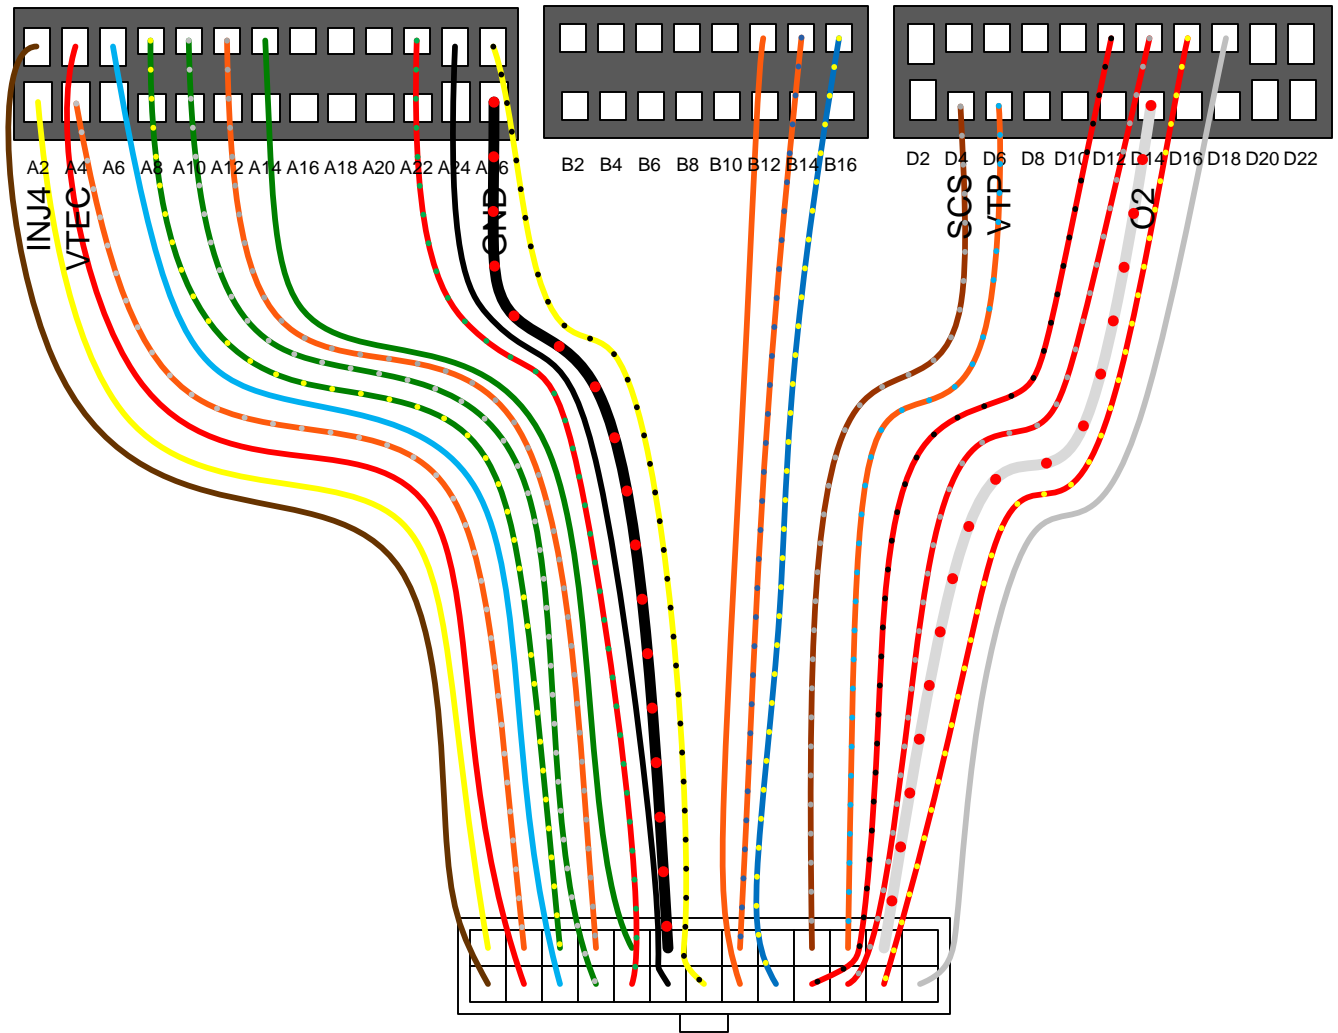 A2 A4 A6 A8 A10 A12 A14 A16 A18 A20 A22 A24 A26
B2 B4 B6 B8 B10 B12 B14 B16
D2 D4 D6 D8 D10 D12 D14 D16 D18 D20 D22
INJ4
VTEC
GND
SCS
VTP
O2